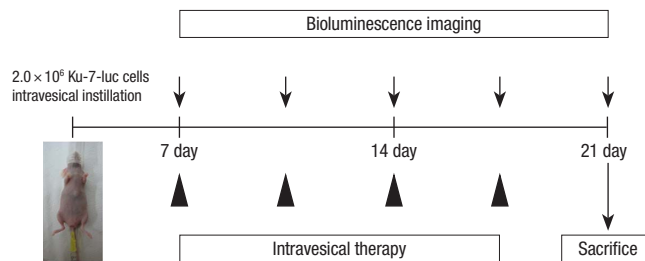 Bioluminescence imaging
2.0 × 10⁶ Ku-7-luc cells
intravesical instillation
7 day
14 day
21 day
Intravesical therapy
Sacrifice